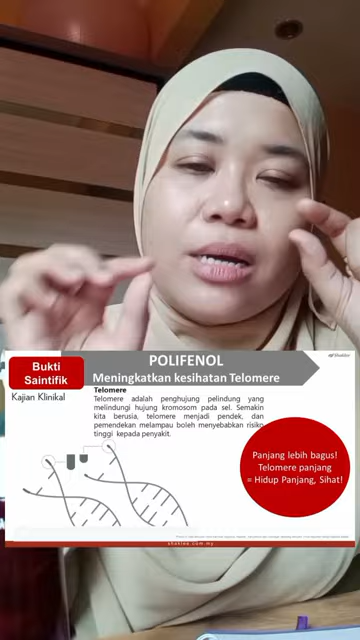 Bukti
Saintifik
POLIFENOL
Meningkatkan kesihatan Telomere
Shaklee
Kajian Klinikal
Telomere
Telomere adalah penghujung pelindung yang
melindungi hujung kromosom pada sel. Semakin
kita berusia, telomere menjadi pendek, dan
pemendekan melampau boleh menyebabkan risiko
tinggi kepada penyakit.
Panjang lebih bagus!
Telomere panjang
= Hidup Panjang, Sihat!
shaklee.com.my